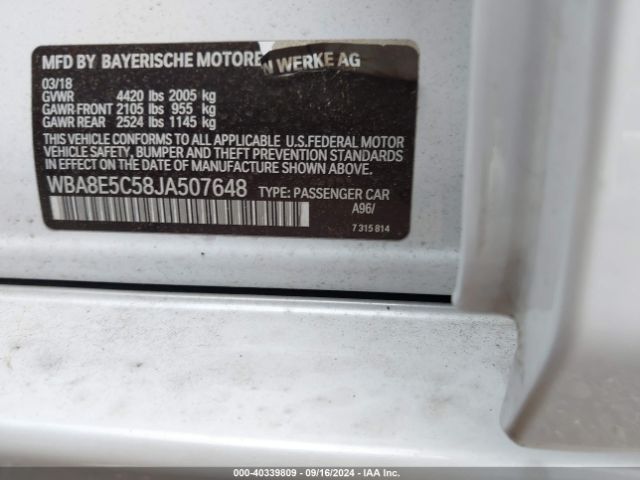 MFD BY BAYERISCHE MOTOREN WERKE AG
03/18
GVWR 4420 lbs 2005 kg
GAWR-FRONT 2105 lbs 955 kg
GAWR REAR 2524 lbs 1145 kg
THIS VEHICLE CONFORMS TO ALL APPLICABLE U.S.FEDERAL MOTOR
VEHICLE SAFETY, BUMPER AND THEFT PREVENTION STANDARDS
IN EFFECT ON THE DATE OF MANUFACTURE SHOWN ABOVE.
WBA8E5C58JA507648 TYPE: PASSENGER CAR
A96/
7 315 814
000-40339809 - 09/16/2024 - IAA Inc.